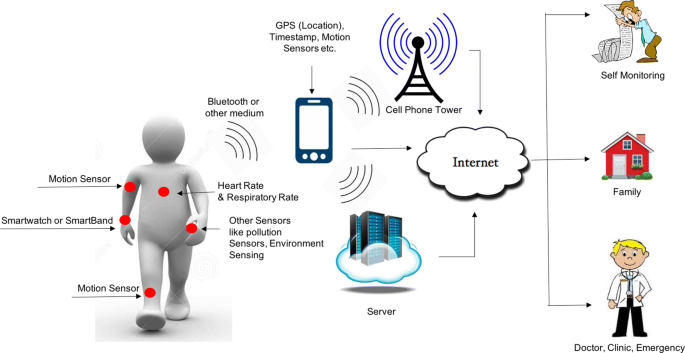 GPS (Location),
Timestamp, Motion
Sensors etc.
Bluetooth or
other medium
Cell Phone Tower
Internet
Self Monitoring
Motion Sensor
Heart Rate
& Respiratory Rate
Family
Smartwatch or SmartBand
Other Sensors
like pollution
Sensors, Environment
Sensing
Motion Sensor
Server
Doctor, Clinic, Emergency